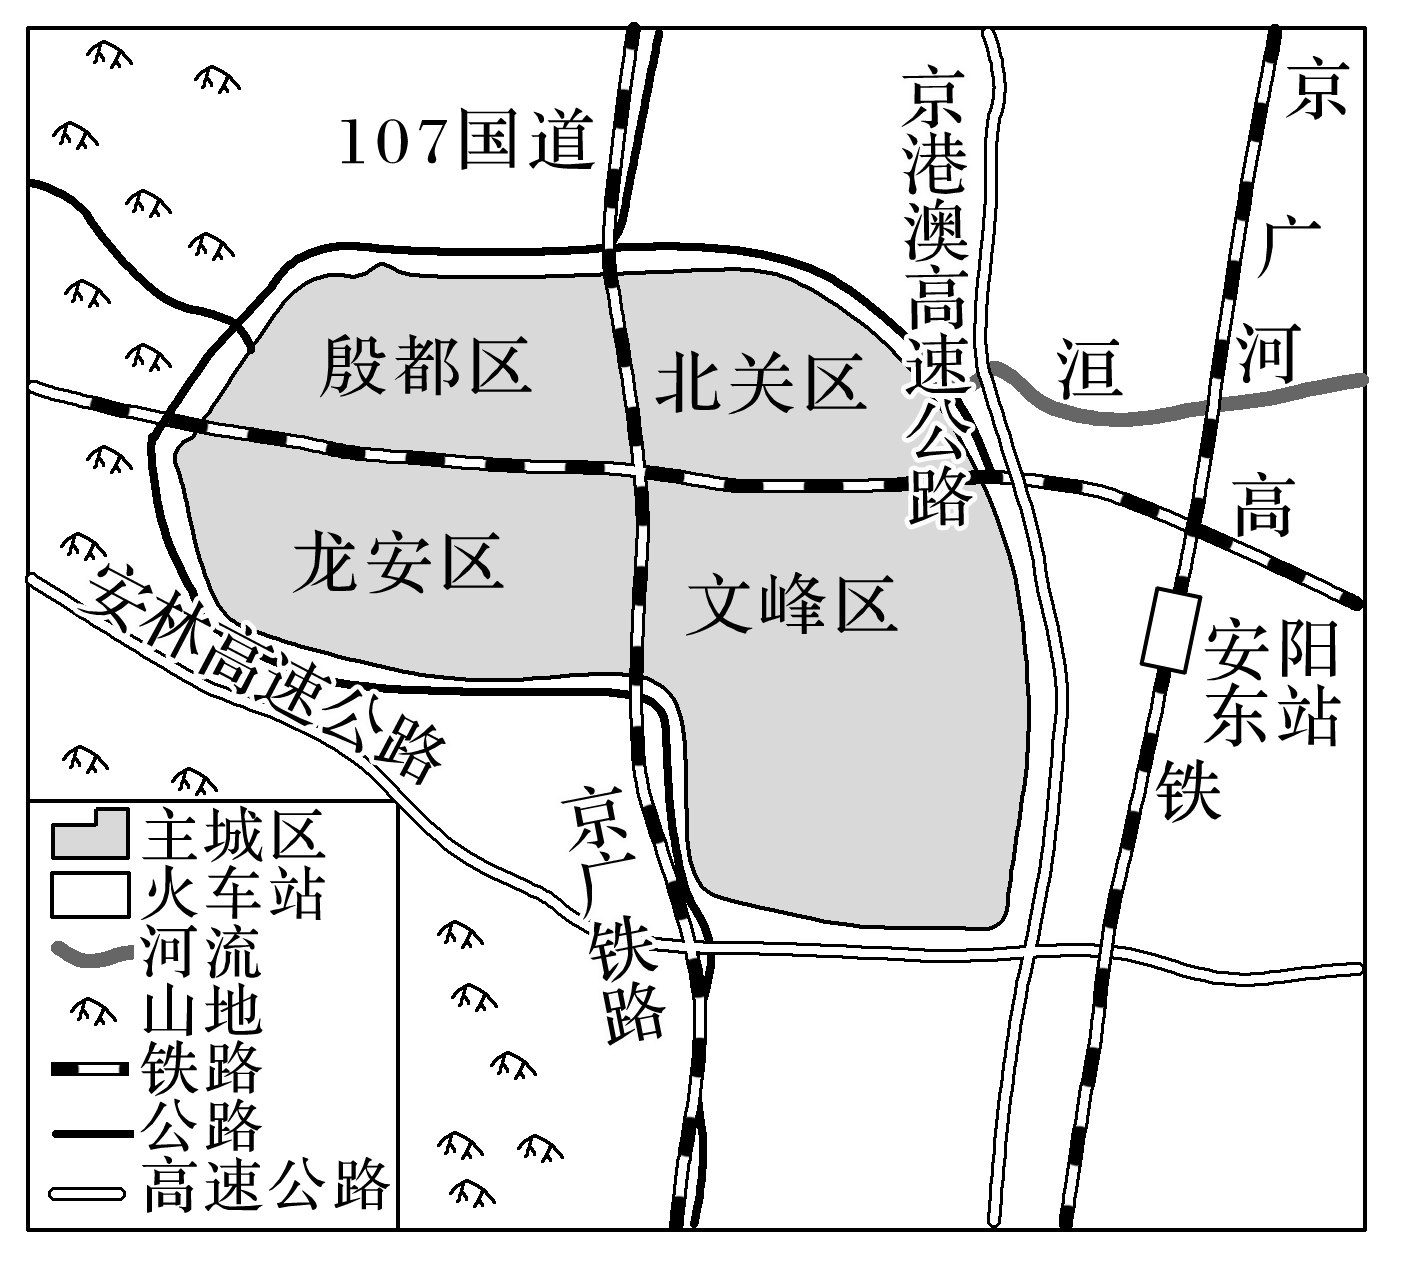 107国道
京港澳高速公路
京广高铁
洹河
殷都区
北关区
龙安区
文峰区
安林高速公路
安阳
东站
京广铁路
主城区
火车站
河流
山地
铁路
公路
高速公路